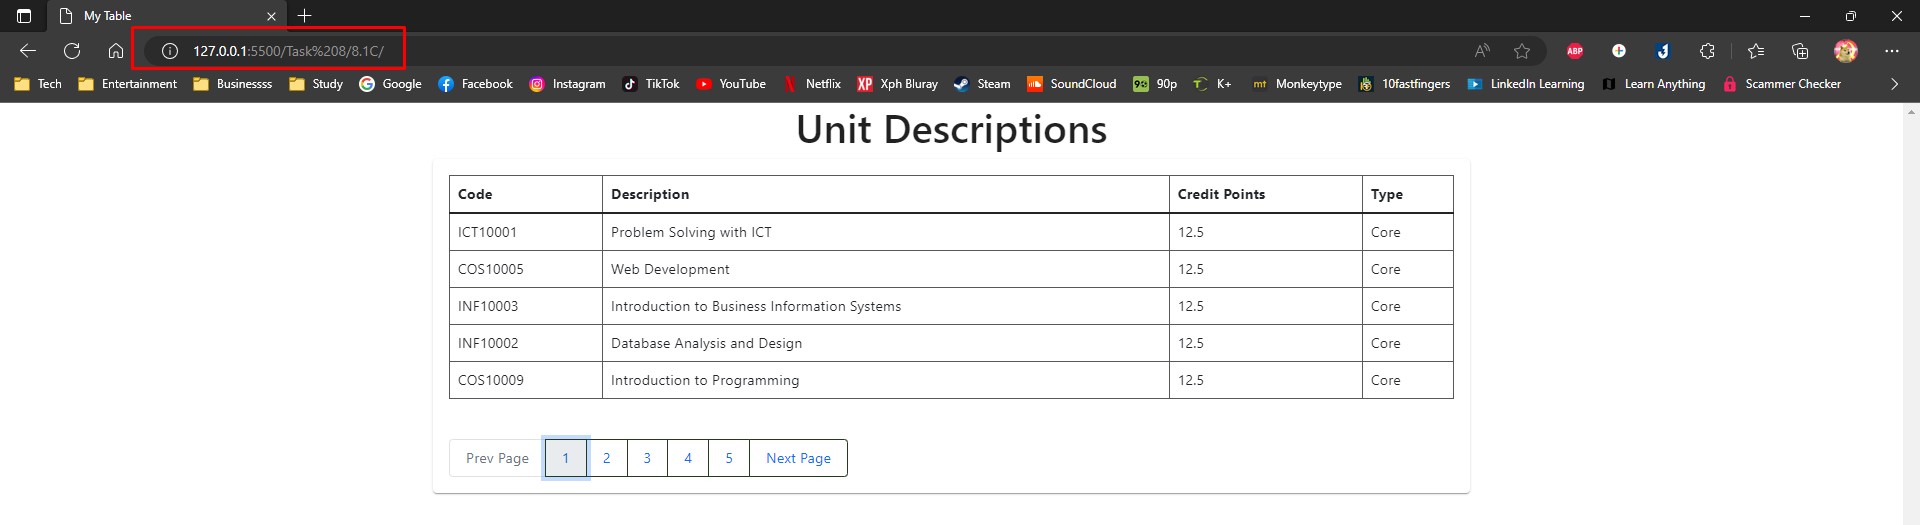 My Table
127.0.0.1:5500/Task%208/8.1C/
ABP
Tech Entertainment Businessss Study Google Facebook Instagram TikTok YouTube Netflix XP Xph Bluray Steam SoundCloud 90p K+ mt Monkeytype 10fastfingers LinkedIn Learning Learn Anything Scammer Checker
Unit Descriptions
Code Description Credit Points Type
ICT10001 Problem Solving with ICT 12.5 Core
COS10005 Web Development 12.5 Core
INF10003 Introduction to Business Information Systems 12.5 Core
INF10002 Database Analysis and Design 12.5 Core
COS10009 Introduction to Programming 12.5 Core
Prev Page 1 2 3 4 5 Next Page